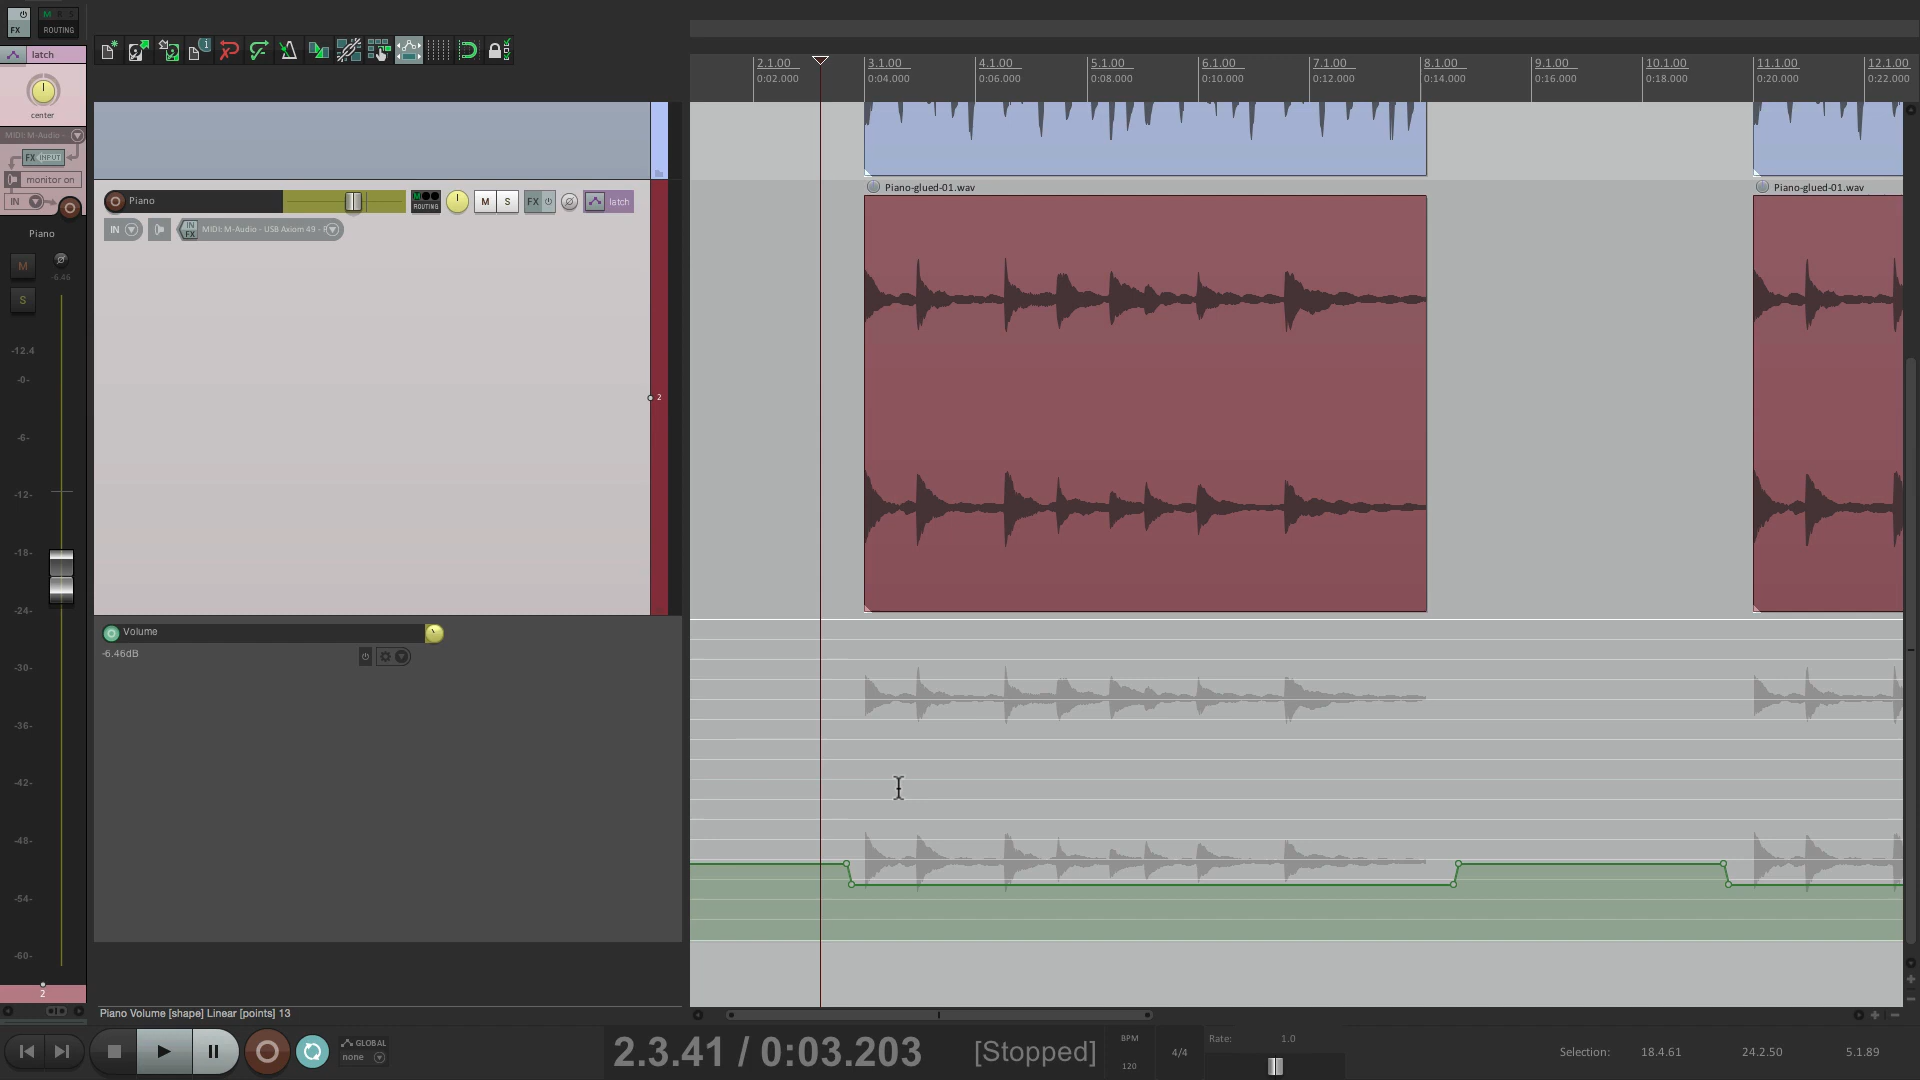 FX
M R S
ROUTING
latch
center
MIDI: M-Audio -
FX INPUT
monitor on
IN
Piano
M
-6.46
S
-12.4
-0-
-6-
-12-
-18-
-24-
-30-
-36-
-42-
-48-
-54-
-60-
2
2.1.00
0:02.000
3.1.00
0:04.000
4.1.00
0:06.000
5.1.00
0:08.000
6.1.00
0:10.000
7.1.00
0:12.000
8.1.00
0:14.000
9.1.00
0:16.000
10.1.00
0:18.000
11.1.00
0:20.000
12.1.00
0:22.000
Piano
M
ROUTING
M
S
FX
latch
IN
IN
FX
MIDI: M-Audio - USB Axiom 49 -
Piano-glued-01.wav
Piano-glued-01.wav
2
Volume
-6.46dB
Piano Volume [shape] Linear [points] 13
GLOBAL
none
2.3.41 / 0:03.203
[Stopped]
BPM
120
4/4
Rate:
1.0
Selection:
18.4.61
24.2.50
5.1.89